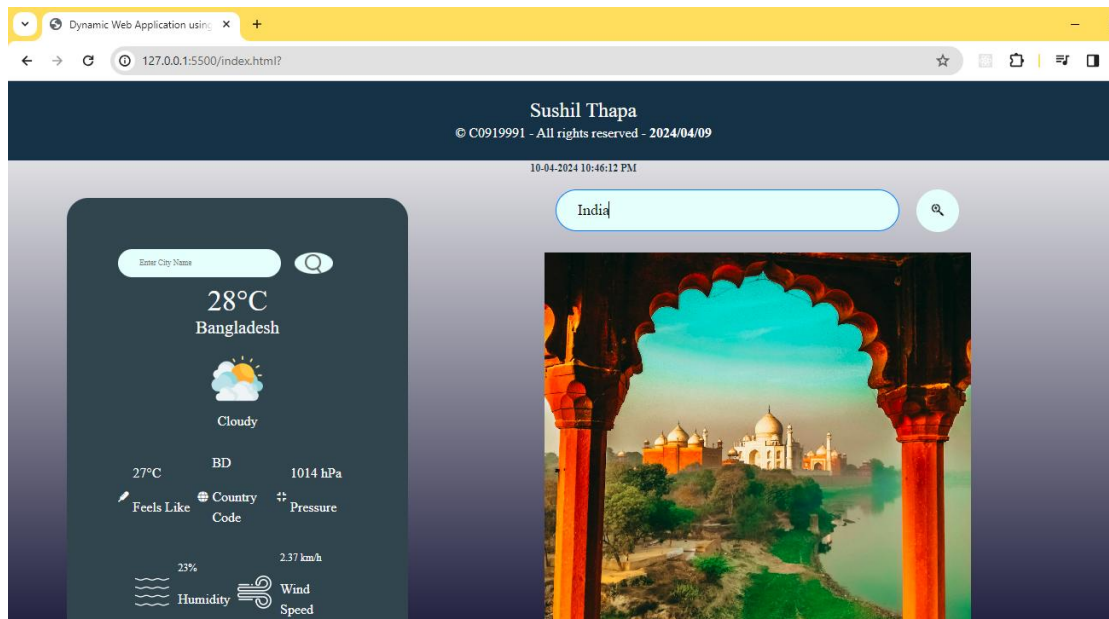 Dynamic Web Application using
127.0.0.1:5500/index.html?
Sushil Thapa
© C0919991 - All rights reserved - 2024/04/09
10-04-2024 10:46:12 PM
India
Enter City Name
28°C
Bangladesh
Cloudy
27°C
Feels Like
BD
Country
Code
1014 hPa
Pressure
23%
Humidity
2.37 km/h
Wind
Speed